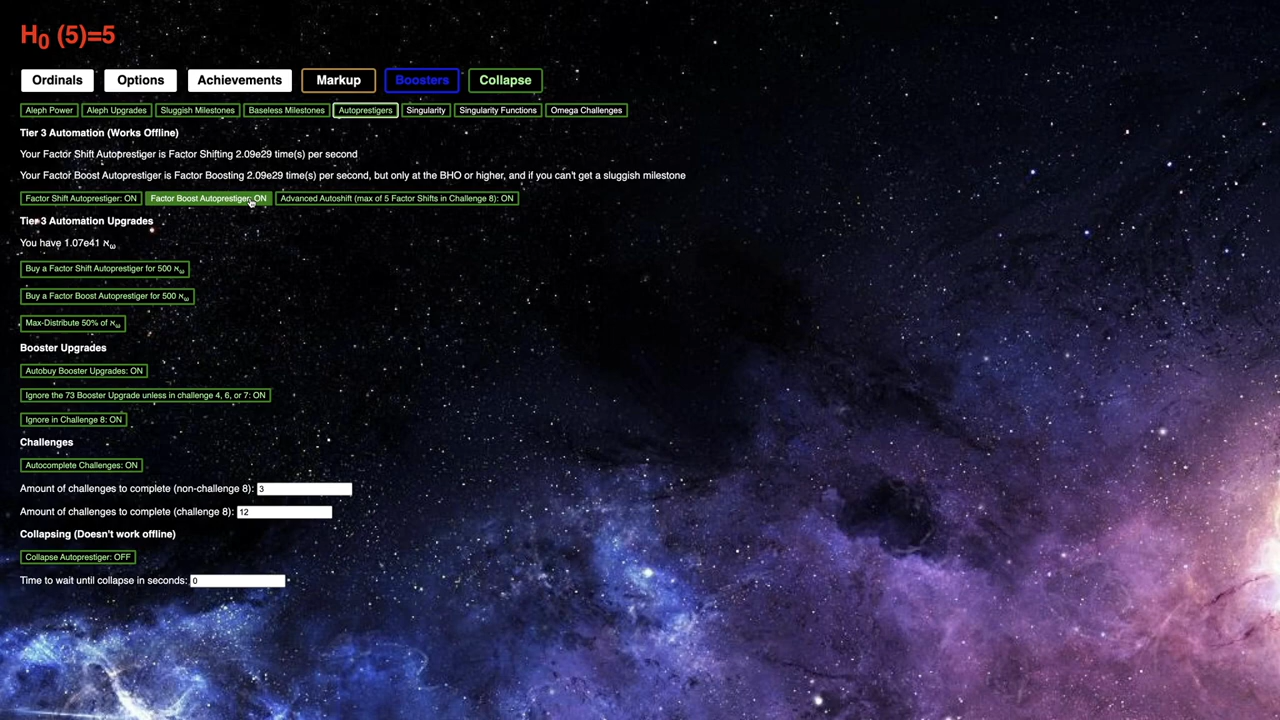 H₀ (5)=5
Ordinals Options Achievements Markup Boosters Collapse
Aleph Power Aleph Upgrades Sluggish Milestones Baseless Milestones Autoprestigers Singularity Singularity Functions Omega Challenges
Tier 3 Automation (Works Offline)
Your Factor Shift Autoprestiger is Factor Shifting 2.09e29 time(s) per second
Your Factor Boost Autoprestiger is Factor Boosting 2.09e29 time(s) per second, but only at the BHO or higher, and if you can't get a sluggish milestone
Factor Shift Autoprestiger: ON Factor Boost Autoprestiger: ON Advanced Autoshift (max of 5 Factor Shifts in Challenge 8): ON
Tier 3 Automation Upgrades
You have 1.07e41 ℵω
Buy a Factor Shift Autoprestiger for 500 ℵω
Buy a Factor Boost Autoprestiger for 500 ℵω
Max-Distribute 50% of ℵω
Booster Upgrades
Autobuy Booster Upgrades: ON
Ignore the 73 Booster Upgrade unless in challenge 4, 6, or 7: ON
Ignore in Challenge 8: ON
Challenges
Autocomplete Challenges: ON
Amount of challenges to complete (non-challenge 8): 3
Amount of challenges to complete (challenge 8): 12
Collapsing (Doesn't work offline)
Collapse Autoprestiger: OFF
Time to wait until collapse in seconds: 0